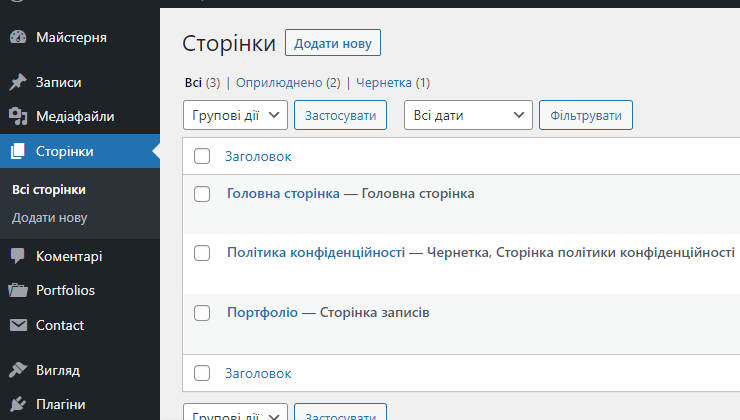 Майстерня
Записи
Медіафайли
Сторінки
Всі сторінки
Додати нову
Коментарі
Portfolios
Contact
Вигляд
Плагіни
Сторінки Додати нову
Всі (3) | Оприлюднено (2) | Чернетка (1)
Групові дії Застосувати Всі дати Фільтрувати
Заголовок
Головна сторінка — Головна сторінка
Політика конфіденційності — Чернетка, Сторінка політики конфіденційності
Портфоліо — Сторінка записів
Заголовок
Групові дії Застосувати